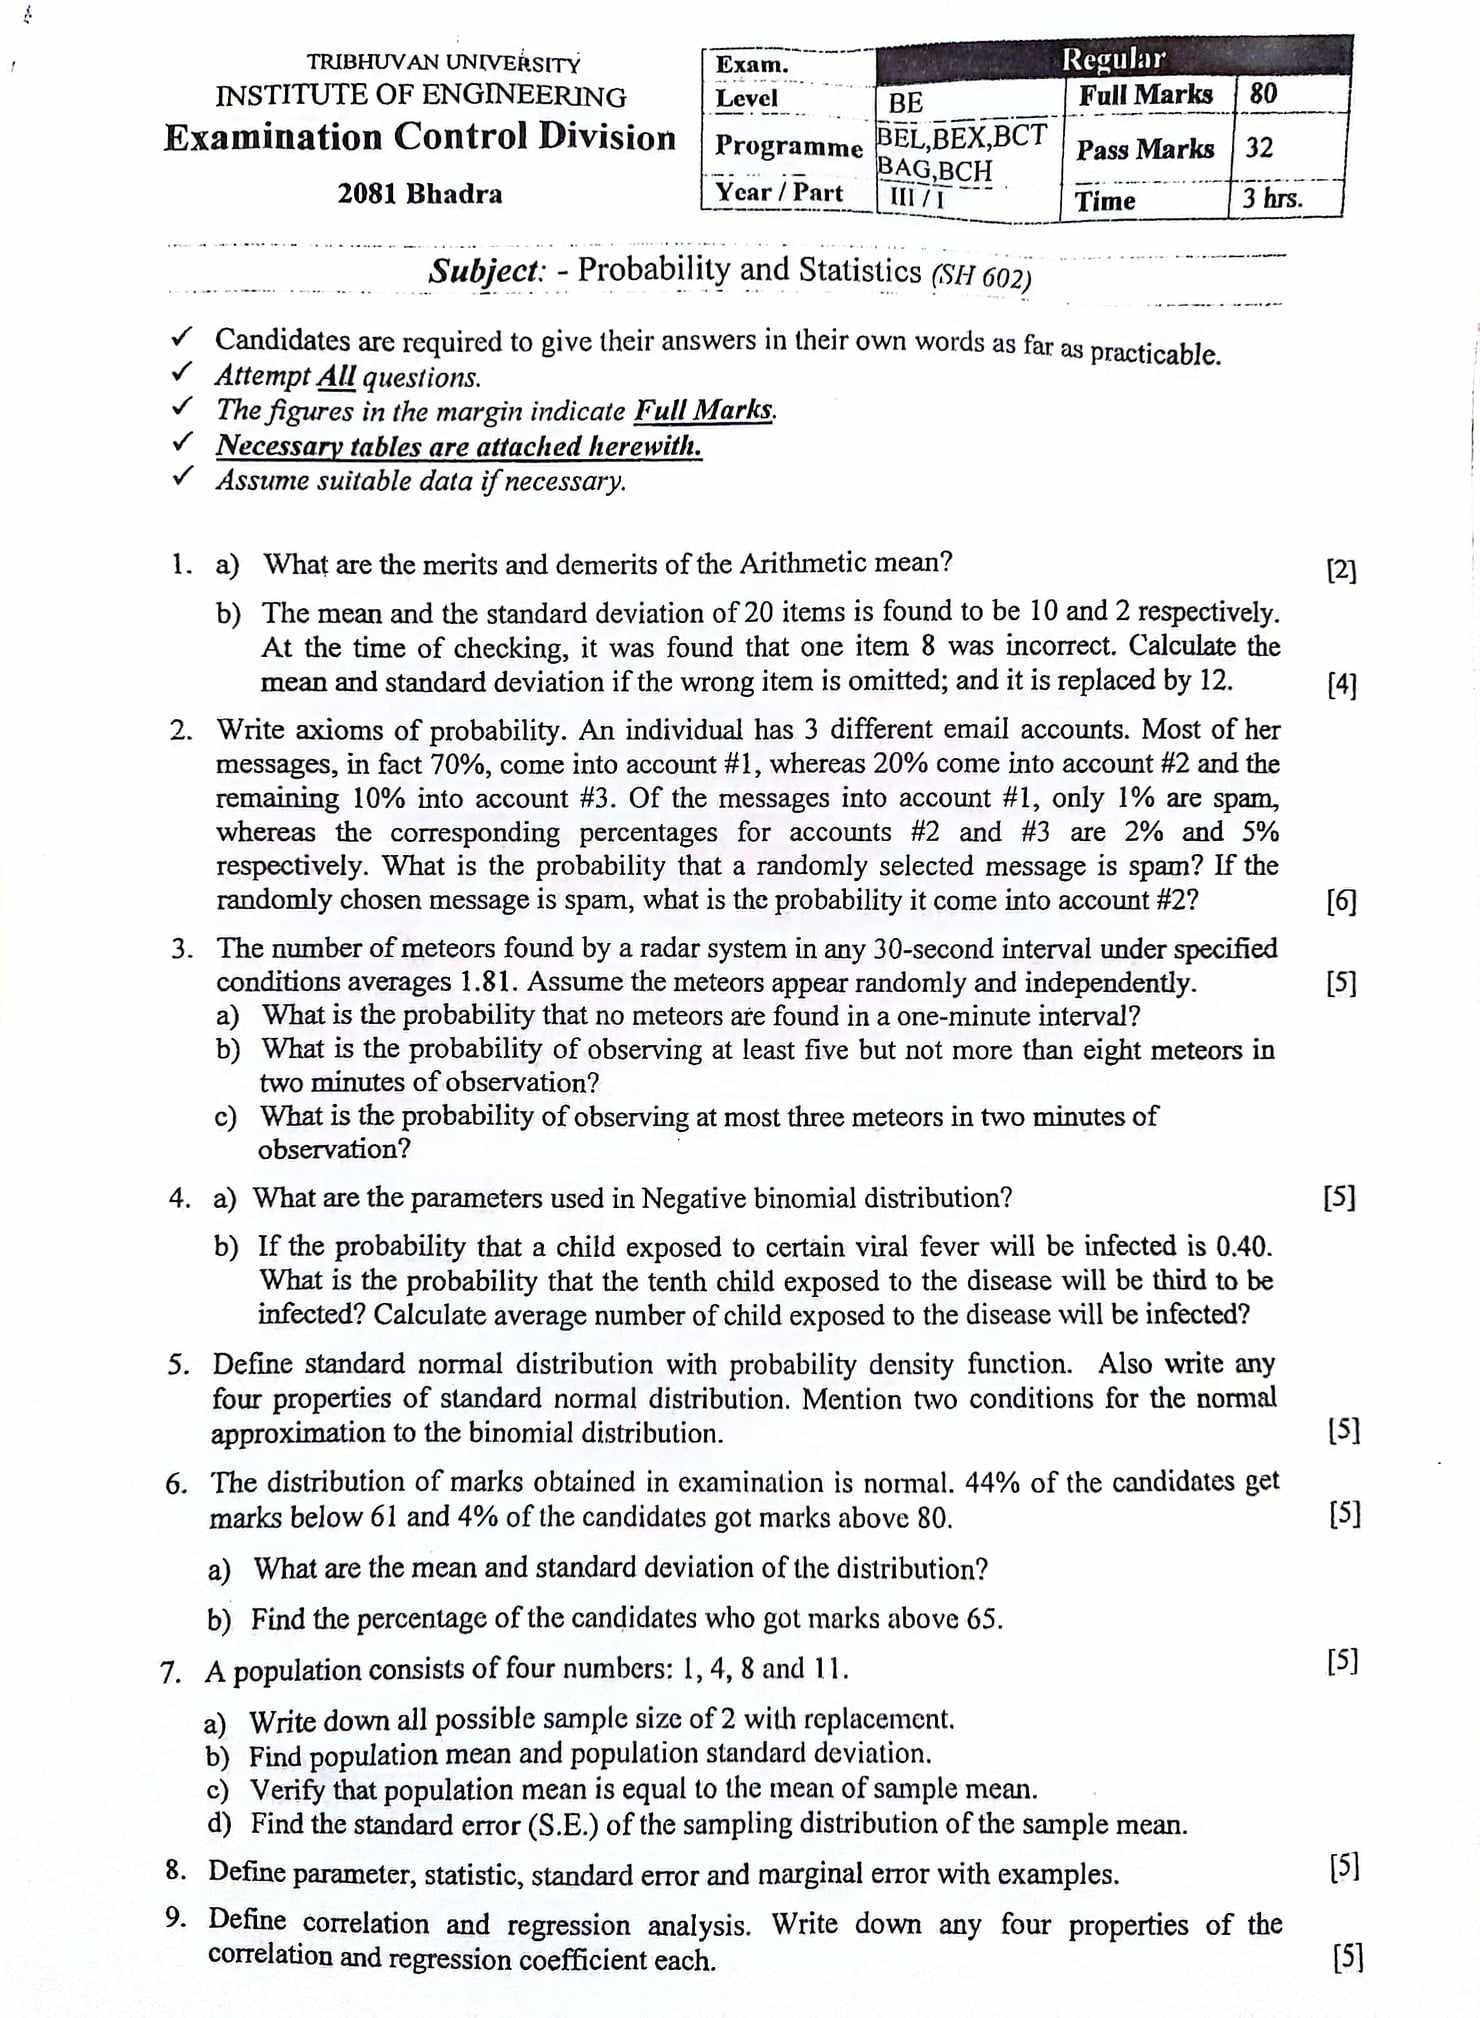 TRIBHUVAN UNIVERSITY
INSTITUTE OF ENGINEERING
Examination Control Division
2081 Bhadra
Exam. Regular
Level BE Full Marks 80
Programme BEL,BEX,BCT BAG,BCH Pass Marks 32
Year / Part III / I Time 3 hrs.
Subject: - Probability and Statistics (SH 602)
✓ Candidates are required to give their answers in their own words as far as practicable.
✓ Attempt All questions.
✓ The figures in the margin indicate Full Marks.
✓ Necessary tables are attached herewith.
✓ Assume suitable data if necessary.
1. a) What are the merits and demerits of the Arithmetic mean? [2]
b) The mean and the standard deviation of 20 items is found to be 10 and 2 respectively.
At the time of checking, it was found that one item 8 was incorrect. Calculate the
mean and standard deviation if the wrong item is omitted; and it is replaced by 12. [4]
2. Write axioms of probability. An individual has 3 different email accounts. Most of her
messages, in fact 70%, come into account #1, whereas 20% come into account #2 and the
remaining 10% into account #3. Of the messages into account #1, only 1% are spam,
whereas the corresponding percentages for accounts #2 and #3 are 2% and 5%
respectively. What is the probability that a randomly selected message is spam? If the
randomly chosen message is spam, what is the probability it come into account #2? [6]
3. The number of meteors found by a radar system in any 30-second interval under specified
conditions averages 1.81. Assume the meteors appear randomly and independently. [5]
a) What is the probability that no meteors are found in a one-minute interval?
b) What is the probability of observing at least five but not more than eight meteors in
two minutes of observation?
c) What is the probability of observing at most three meteors in two minutes of
observation?
4. a) What are the parameters used in Negative binomial distribution? [5]
b) If the probability that a child exposed to certain viral fever will be infected is 0.40.
What is the probability that the tenth child exposed to the disease will be third to be
infected? Calculate average number of child exposed to the disease will be infected?
5. Define standard normal distribution with probability density function. Also write any
four properties of standard normal distribution. Mention two conditions for the normal
approximation to the binomial distribution. [5]
6. The distribution of marks obtained in examination is normal. 44% of the candidates get
marks below 61 and 4% of the candidates got marks above 80. [5]
a) What are the mean and standard deviation of the distribution?
b) Find the percentage of the candidates who got marks above 65.
7. A population consists of four numbers: 1, 4, 8 and 11. [5]
a) Write down all possible sample size of 2 with replacement.
b) Find population mean and population standard deviation.
c) Verify that population mean is equal to the mean of sample mean.
d) Find the standard error (S.E.) of the sampling distribution of the sample mean.
8. Define parameter, statistic, standard error and marginal error with examples. [5]
9. Define correlation and regression analysis. Write down any four properties of the
correlation and regression coefficient each. [5]